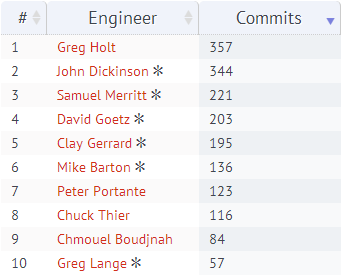 # Engineer Commits
1 Greg Holt 357
2 John Dickinson ✻ 344
3 Samuel Merritt ✻ 221
4 David Goetz ✻ 203
5 Clay Gerrard ✻ 195
6 Mike Barton ✻ 136
7 Peter Portante 123
8 Chuck Thier 116
9 Chmouel Boudjnah 84
10 Greg Lange ✻ 57